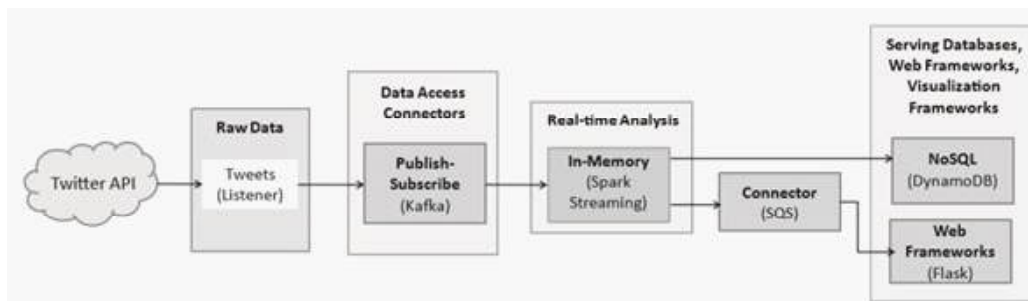 Twitter API
Raw Data
Tweets
(Listener)
Data Access
Connectors
Publish-
Subscribe
(Kafka)
Real-time Analysis
In-Memory
(Spark
Streaming)
Connector
(SQS)
Serving Databases,
Web Frameworks,
Visualization
Frameworks
NoSQL
(DynamoDB)
Web
Frameworks
(Flask)